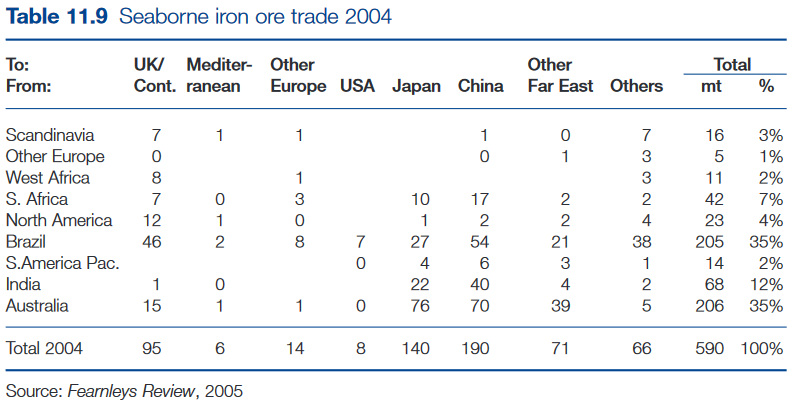 Table 11.9 Seaborne iron ore trade 2004
To: UK/ Mediter- Other Other Total
From: Cont. ranean Europe USA Japan China Far East Others mt %
Scandinavia 7 1 1 1 0 7 16 3%
Other Europe 0 0 1 3 5 1%
West Africa 8 1 3 11 2%
S. Africa 7 0 3 10 17 2 2 42 7%
North America 12 1 0 1 2 2 4 23 4%
Brazil 46 2 8 7 27 54 21 38 205 35%
S.America Pac. 0 4 6 3 1 14 2%
India 1 0 22 40 4 2 68 12%
Australia 15 1 1 0 76 70 39 5 206 35%
Total 2004 95 6 14 8 140 190 71 66 590 100%
Source: Fearnleys Review, 2005